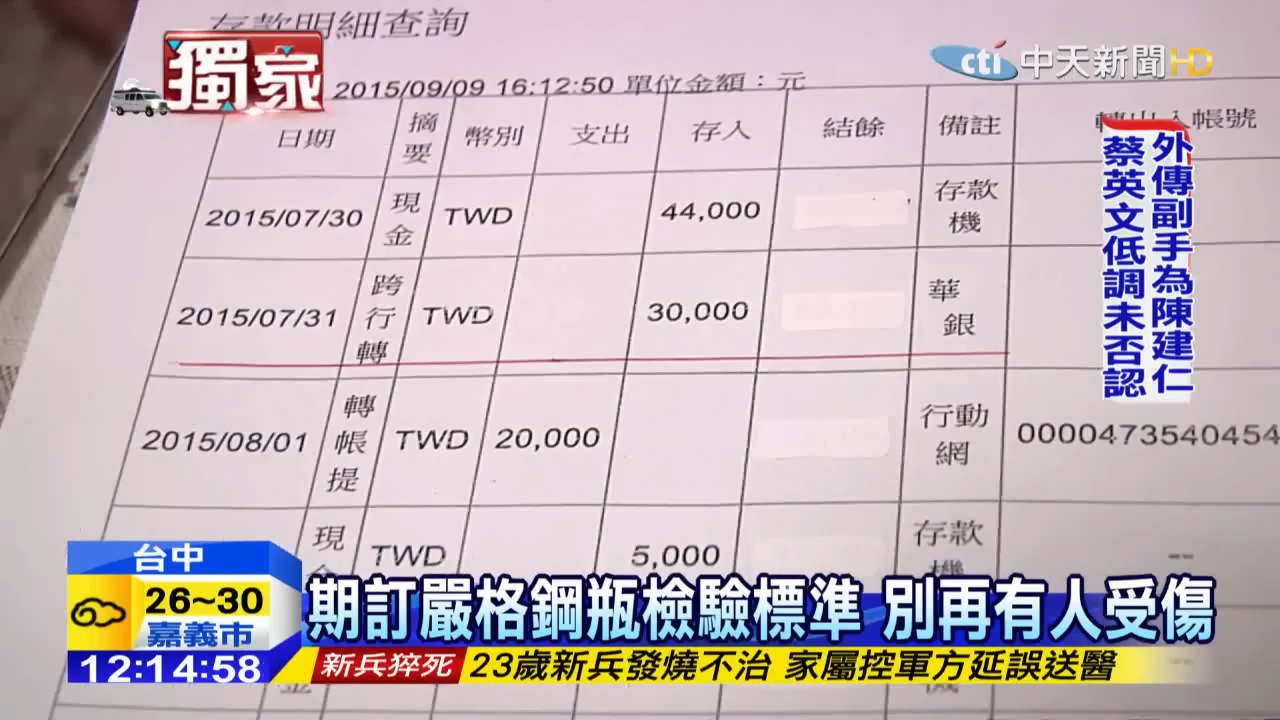 存款明細查詢
獨家
cti 中天新聞HD
2015/09/09 16:12:50 單位金額：元
日期 摘要 幣別 支出 存入 結餘 備註 轉出入帳號
2015/07/30 現金 TWD 44,000 存款機
2015/07/31 跨行轉 TWD 30,000 華銀
2015/08/01 轉帳提 TWD 20,000 行動網 0000473540454
現金 TWD 5,000 存款機 --
外傳副手為陳建仁
蔡英文低調未否認
台中
26~30
嘉義市
12:14:58
期訂嚴格鋼瓶檢驗標準 別再有人受傷
新兵猝死 23歲新兵發燒不治 家屬控軍方延誤送醫